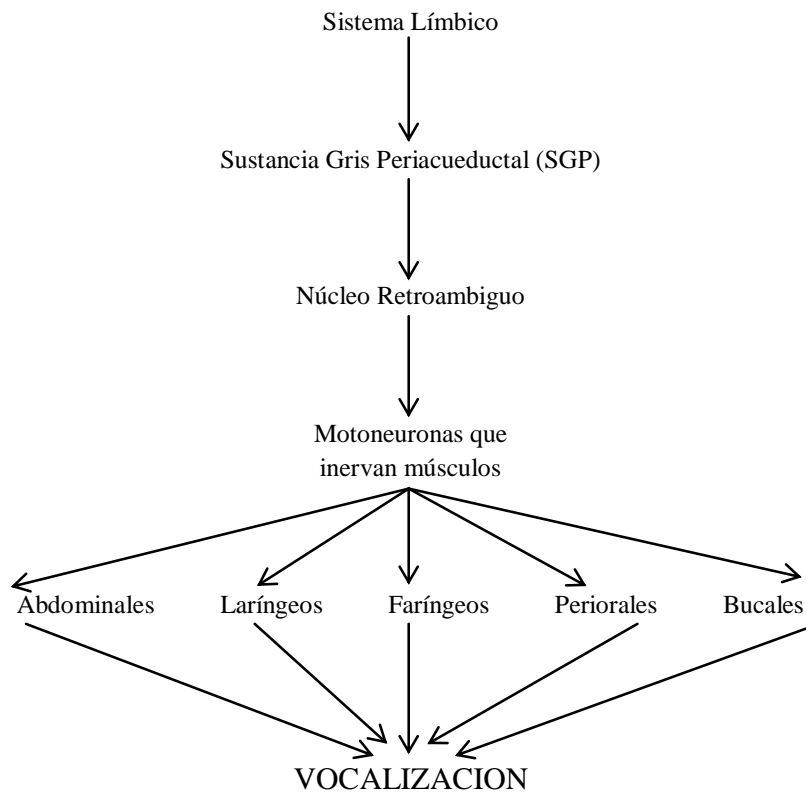 Sistema Límbico
Sustancia Gris Periacueductal (SGP)
Núcleo Retroambiguo
Motoneuronas que
inervan músculos
Abdominales Laríngeos Faríngeos Periorales Bucales
VOCALIZACION